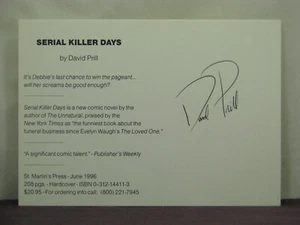 SERIAL KILLER DAYS
by David Prill
It's Debbie's last chance to win the pageant...
will her screams be good enough?
Serial Killer Days is a new comic novel by the
author of The Unnatural, praised by the
New York Times as "the funniest book about the
funeral business since Evelyn Waugh's The Loved One."
"A significant comic talent." - Publisher's Weekly
St. Martin's Press - June 1996
208 pgs. - Hardcover - ISBN 0-312-14411-3
$20.95 - For ordering info call: (800) 221-7945
David Prill